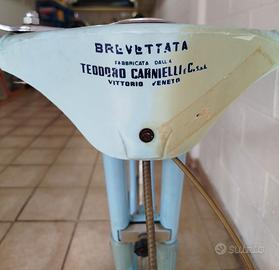 BREVETTATA
FABBRICATA DALLA
TEODORO CARNIELLI & C. S.n.L.
VITTORIO VENETO
SUBITO